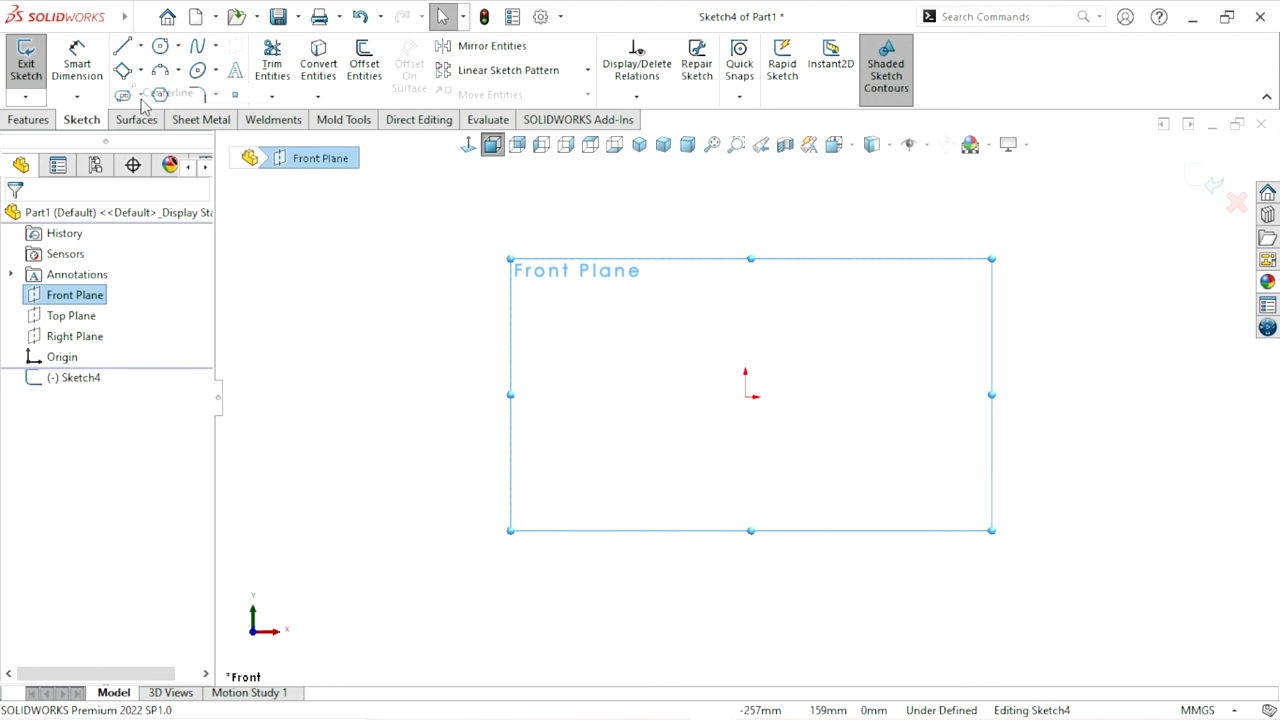 SOLIDWORKS
Sketch4 of Part1 *
Search Commands
Exit Sketch
Smart Dimension
Centerline
Trim Entities
Convert Entities
Offset Entities
Offset On Surface
Mirror Entities
Linear Sketch Pattern
Move Entities
Display/Delete Relations
Repair Sketch
Quick Snaps
Rapid Sketch
Instant2D
Shaded Sketch Contours
Features
Sketch
Surfaces
Sheet Metal
Weldments
Mold Tools
Direct Editing
Evaluate
SOLIDWORKS Add-Ins
Front Plane
Part1 (Default) <<Default>_Display Sta
History
Sensors
Annotations
Front Plane
Top Plane
Right Plane
Origin
(-) Sketch4
Front Plane
Y
X
*Front
Model
3D Views
Motion Study 1
SOLIDWORKS Premium 2022 SP1.0
-257mm
159mm
0mm
Under Defined
Editing Sketch4
MMGS